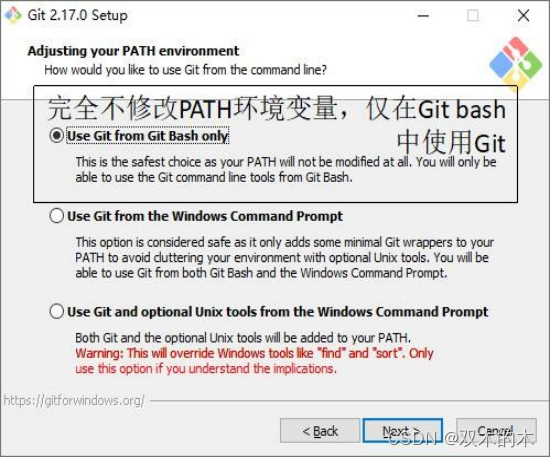 Git 2.17.0 Setup
Adjusting your PATH environment
How would you like to use Git from the command line?
完全不修改PATH环境变量，仅在Git bash
中使用Git
Use Git from Git Bash only
This is the safest choice as your PATH will not be modified at all. You will only be
able to use the Git command line tools from Git Bash.
Use Git from the Windows Command Prompt
This option is considered safe as it only adds some minimal Git wrappers to your
PATH to avoid cluttering your environment with optional Unix tools. You will be
able to use Git from both Git Bash and the Windows Command Prompt.
Use Git and optional Unix tools from the Windows Command Prompt
Both Git and the optional Unix tools will be added to your PATH.
Warning: This will override Windows tools like "find" and "sort". Only
use this option if you understand the implications.
https://gitforwindows.org/
< Back
Next >
Cancel
CSDN @双木的木